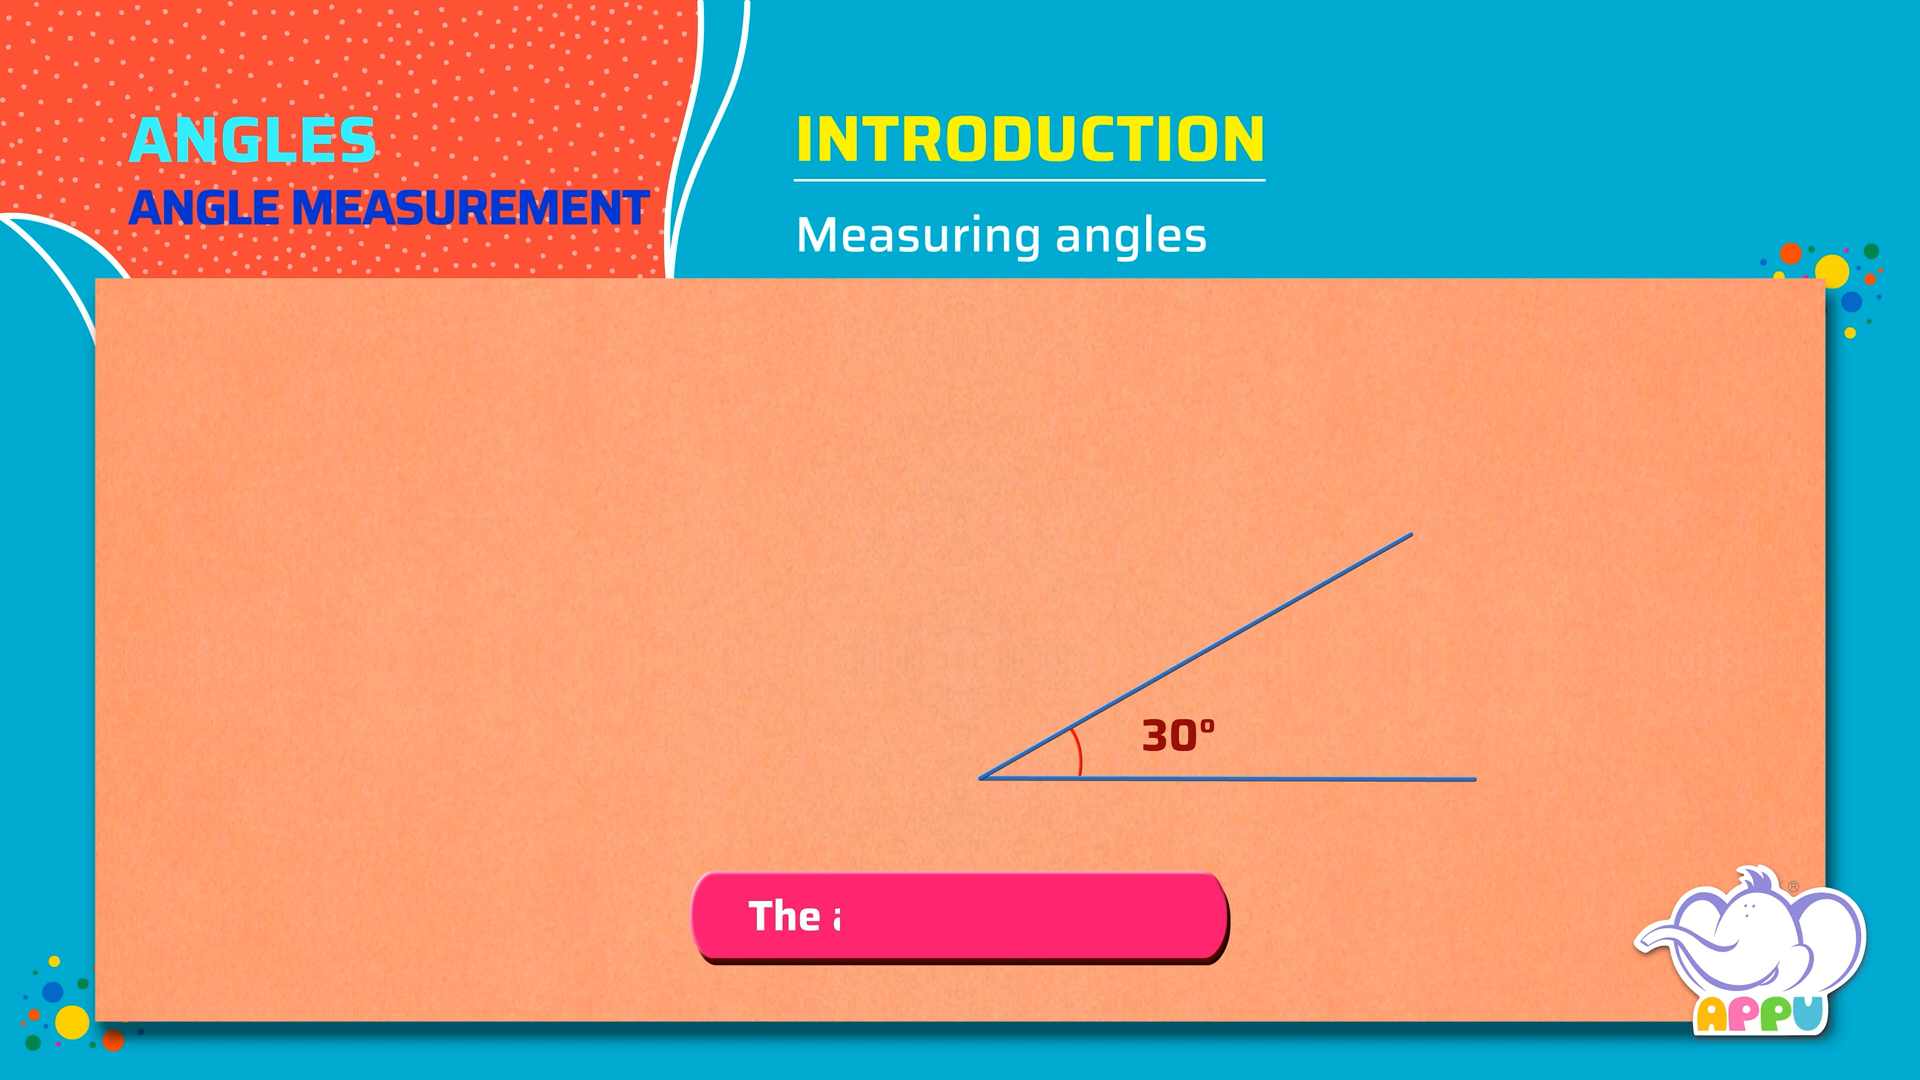 ANGLES
ANGLE MEASUREMENT
INTRODUCTION
Measuring angles
30°
The
®
APPU